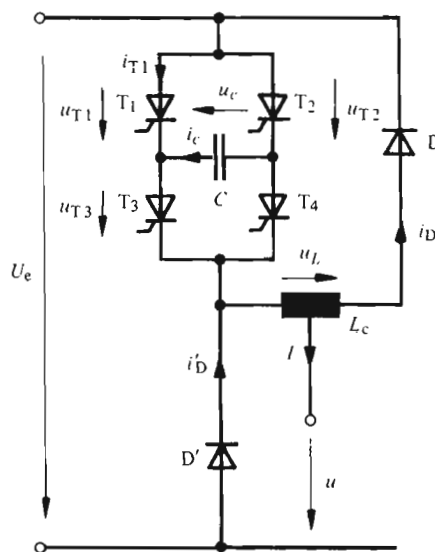 i_T1
u_T1 T₁ u_c T₂ u_T2
D
i_c
C
u_T3 T₃ T₄
i_D
U_e
u_L
L_c
i'_D I
D' u